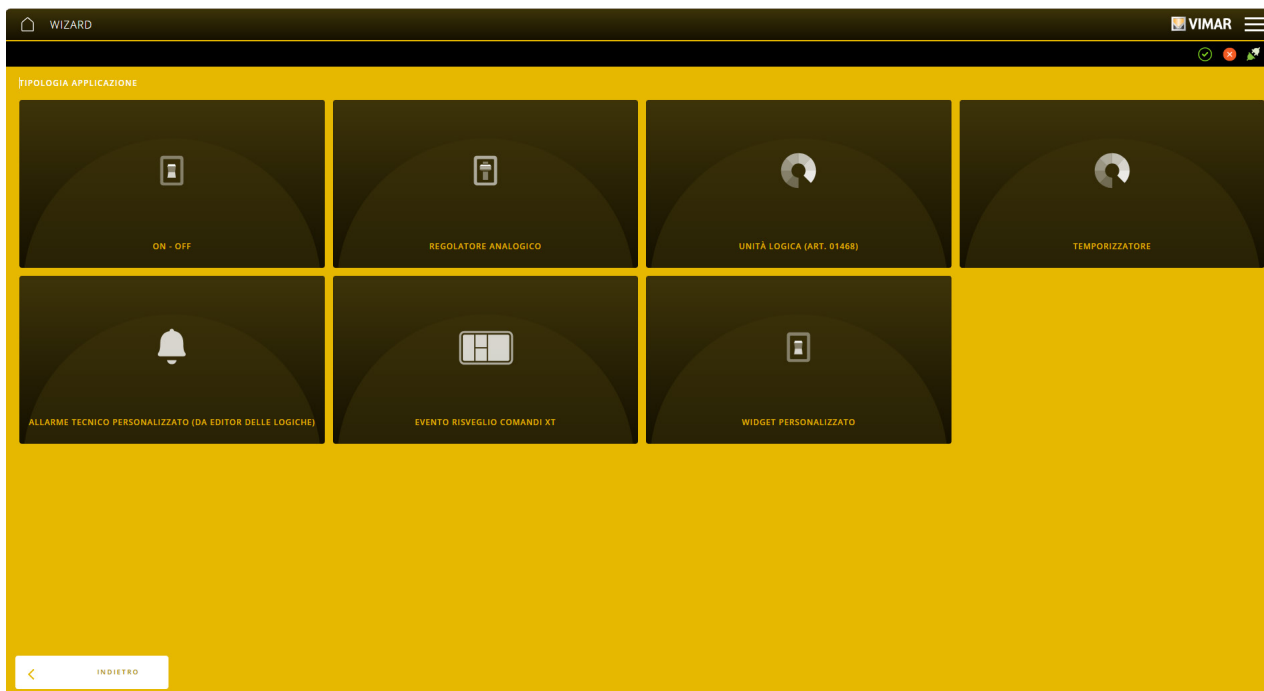 WIZARD
VIMAR
TIPOLOGIA APPLICAZIONE
ON - OFF
REGOLATORE ANALOGICO
UNITÀ LOGICA (ART. 01468)
TEMPORIZZATORE
ALLARME TECNICO PERSONALIZZATO (DA EDITOR DELLE LOGICHE)
EVENTO RISVEGLIO COMANDI XT
WIDGET PERSONALIZZATO
INDIETRO